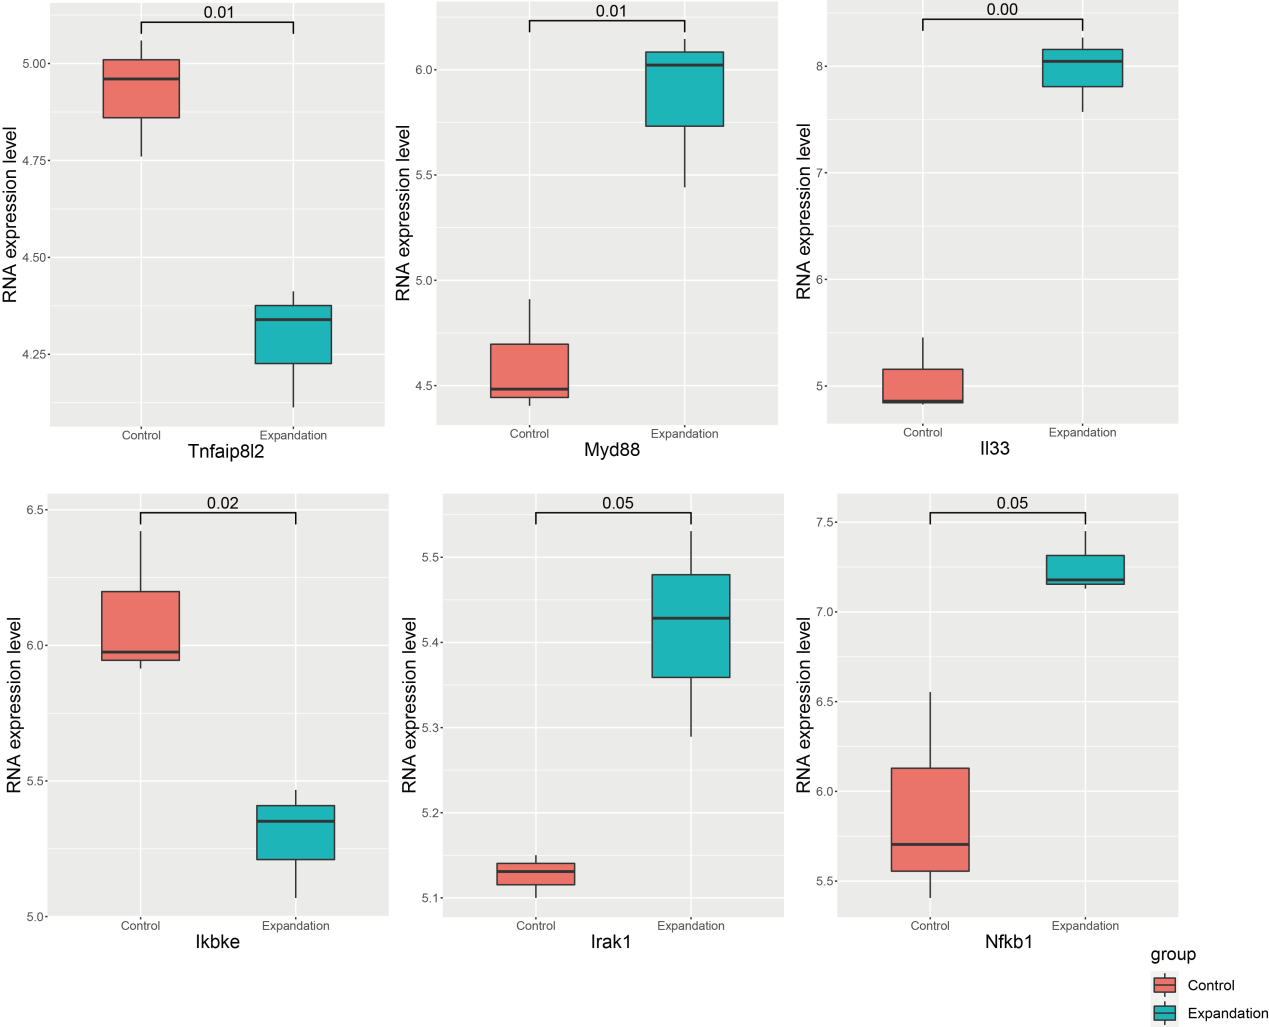 0.01
RNA expression level
5.00
4.75
4.50
4.25
Control Expandation
Tnfaip8l2
0.01
RNA expression level
6.0
5.5
5.0
4.5
Control Expandation
Myd88
0.00
RNA expression level
8
7
6
5
Control Expandation
Il33
0.02
RNA expression level
6.5
6.0
5.5
5.0
Control Expandation
Ikbke
0.05
RNA expression level
5.5
5.4
5.3
5.2
5.1
Control Expandation
Irak1
0.05
RNA expression level
7.5
7.0
6.5
6.0
5.5
Control Expandation
Nfkb1
group
Control
Expandation